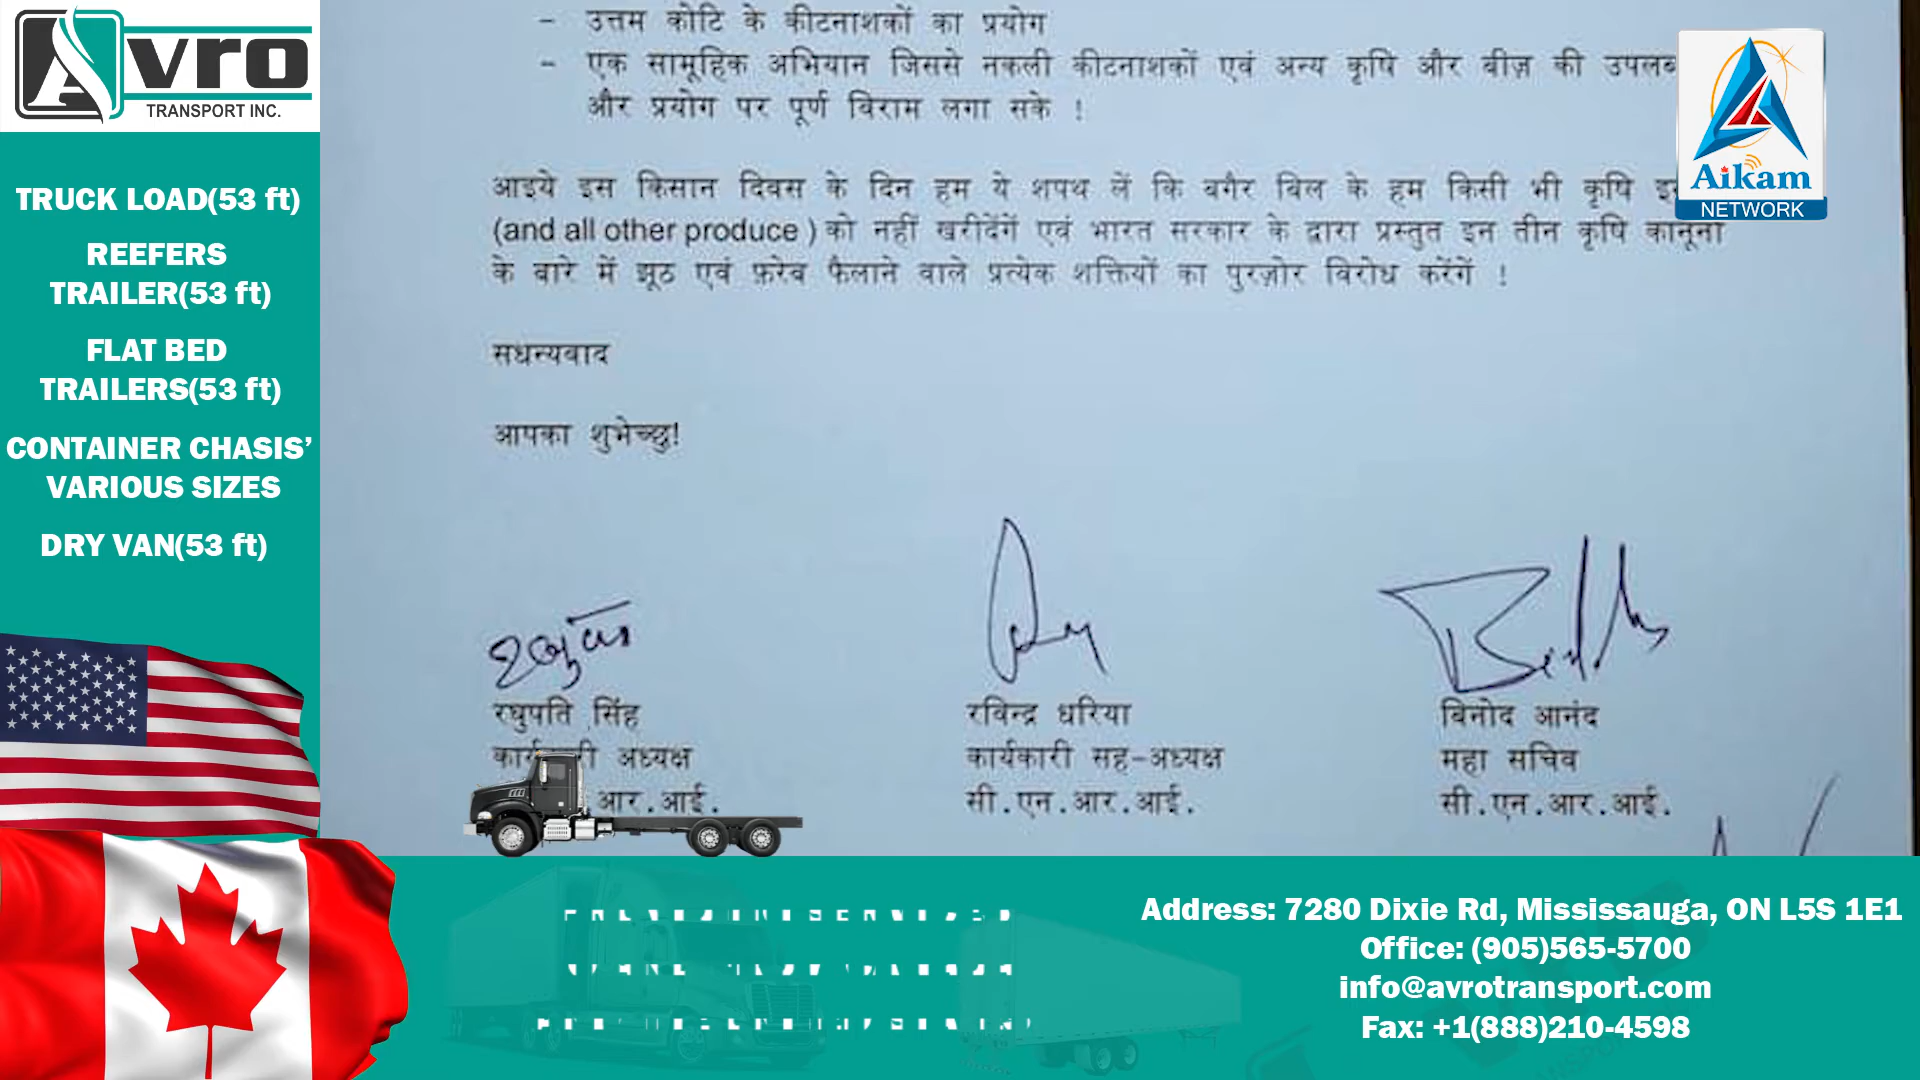 Avro
TRANSPORT INC.
TRUCK LOAD(53 ft)
REEFERS
TRAILER(53 ft)
FLAT BED
TRAILERS(53 ft)
CONTAINER CHASIS’
VARIOUS SIZES
DRY VAN(53 ft)
- उत्तम कोटि के कीटनाशकों का प्रयोग
- एक सामूहिक अभियान जिससे नकली कीटनाशकों एवं अन्य कृषि और बीज़ की
और प्रयोग पर पूर्ण विराम लगा सके !
आइये इस किसान दिवस के दिन हम ये शपथ लें कि बगैर बिल के हम किसी भी कृषि
(and all other produce ) को नहीं खरीदेंगें एवं भारत सरकार के द्वारा प्रस्तुत इन तीन कृषि कानूनों
के बारे में झूठ एवं फ़रेब फैलाने वाले प्रत्येक शक्तियों का पुरज़ोर विरोध करेंगें !
सधन्यवाद
आपका शुभेच्छु!
रघुपति सिंह
अध्यक्ष
आर.आई.
रविन्द्र धरिया
कार्यकारी सह-अध्यक्ष
सी.एन.आर.आई.
बिनोद आनंद
महा सचिव
सी.एन.आर.आई.
Aikam
NETWORK
Address: 7280 Dixie Rd, Mississauga, ON L5S 1E1
Office: (905)565-5700
info@avrotransport.com
Fax: +1(888)210-4598